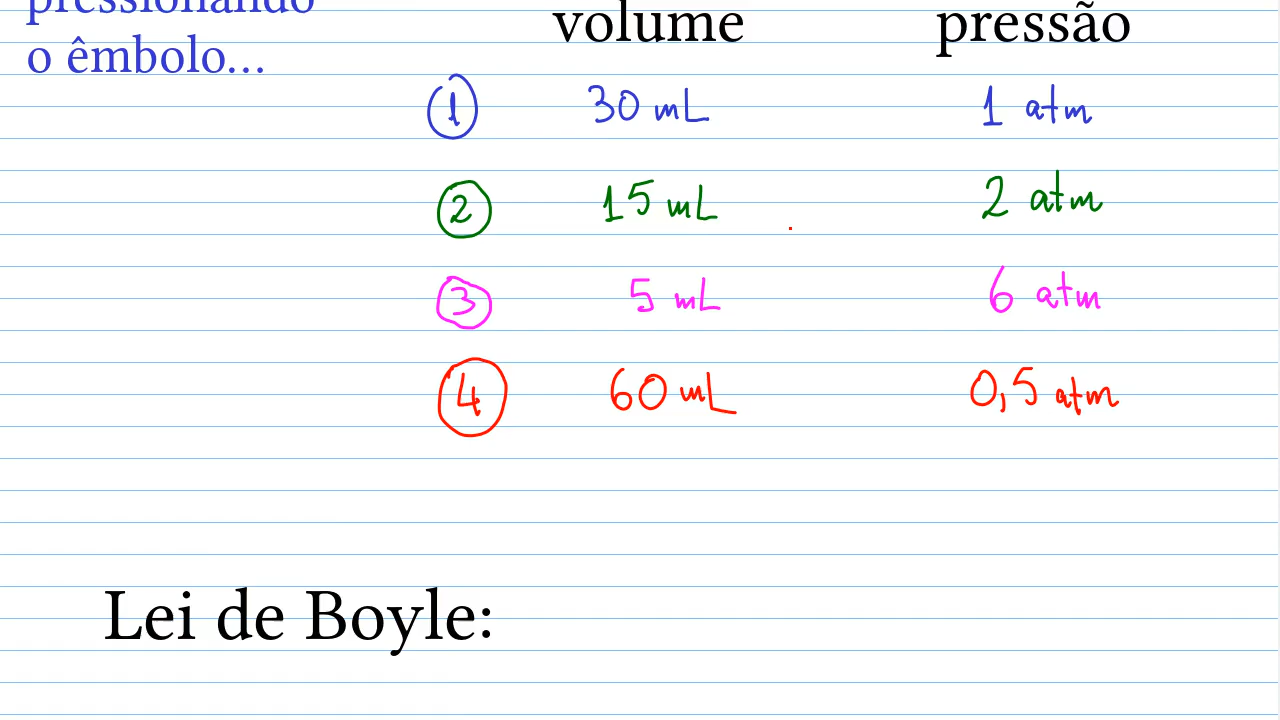 pressionando
o êmbolo...
volume pressão
1 30 mL 1 atm
2 15 mL 2 atm
3 5 mL 6 atm
4 60 mL 0,5 atm
Lei de Boyle: